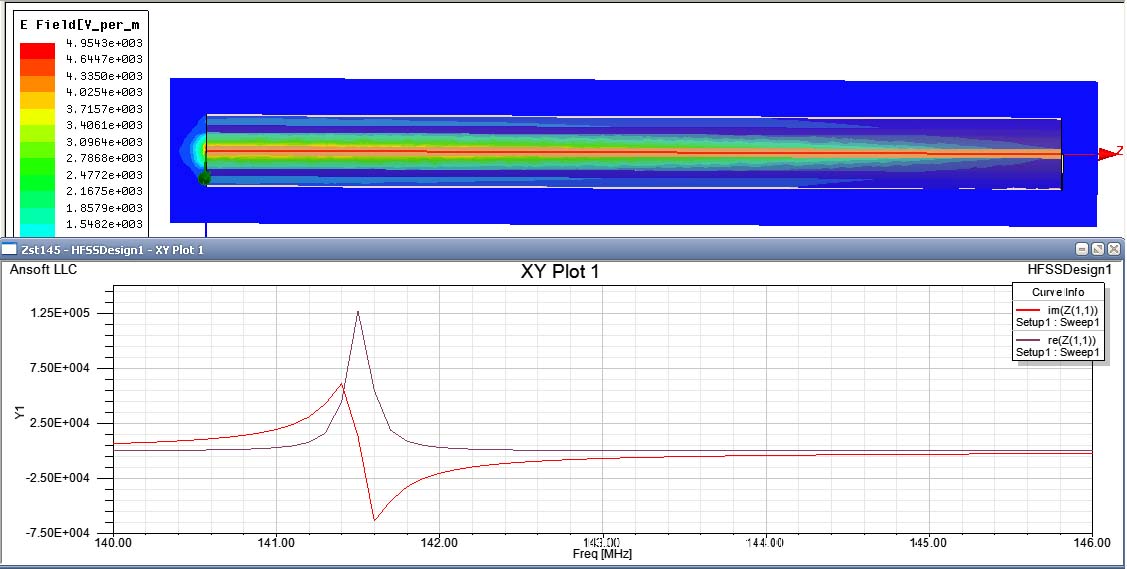 E Field[V_per_m
4.9543e+003
4.6447e+003
4.3350e+003
4.0254e+003
3.7157e+003
3.4061e+003
3.0964e+003
2.7868e+003
2.4772e+003
2.1675e+003
1.8579e+003
1.5482e+003
Z
Zst145 - HFSSDesign1 - XY Plot 1
Ansoft LLC
XY Plot 1
HFSSDesign1
Curve Info
im(Z(1,1))
Setup1 : Sweep1
re(Z(1,1))
Setup1 : Sweep1
1.25E+005
7.50E+004
2.50E+004
-2.50E+004
-7.50E+004
Y1
140.00
141.00
142.00
143.00
144.00
145.00
146.00
Freq [MHz]